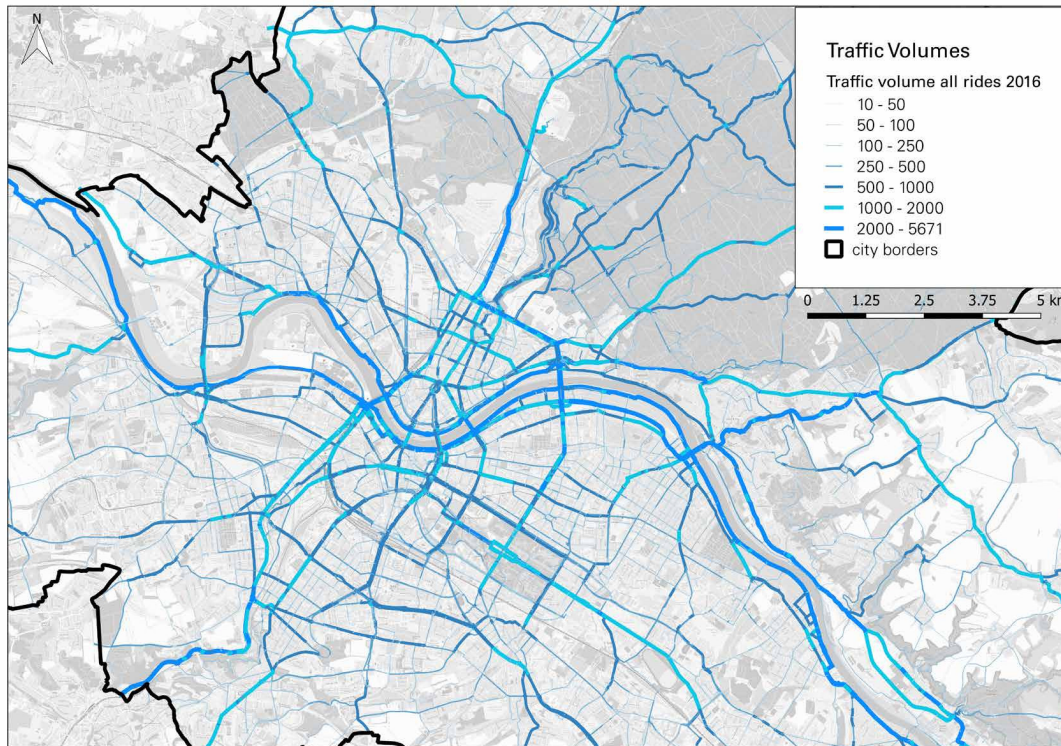 N
Traffic Volumes
Traffic volume all rides 2016
10 - 50
50 - 100
100 - 250
250 - 500
500 - 1000
1000 - 2000
2000 - 5671
city borders
0 1.25 2.5 3.75 5 km